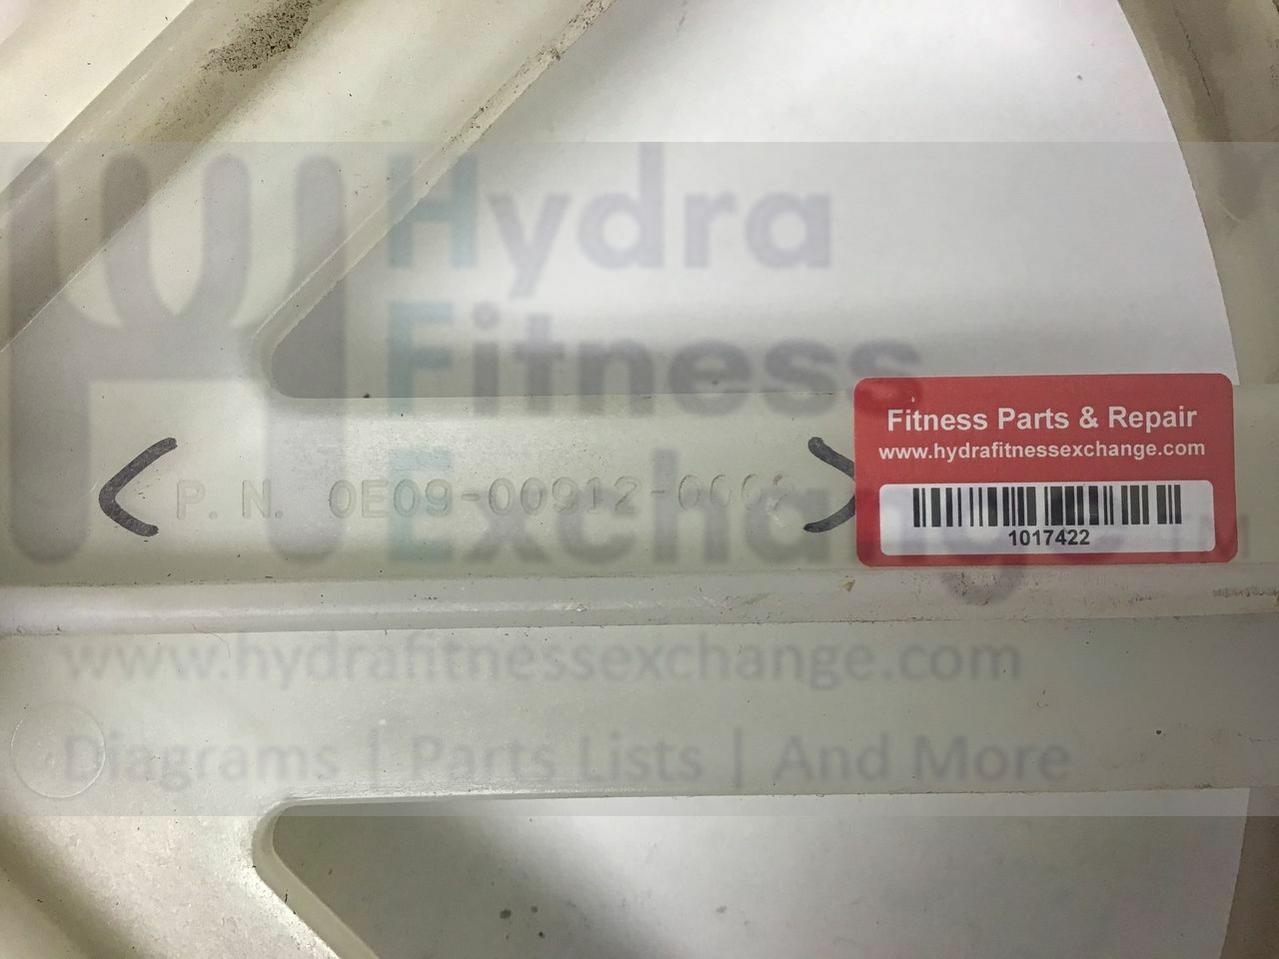 Hydra
Fitness
Exchange
Fitness Parts & Repair
www.hydrafitnessexchange.com
1017422
P. N. 0E09-00912-000
www.hydrafitnessexchange.com
Diagrams | Parts Lists | And More